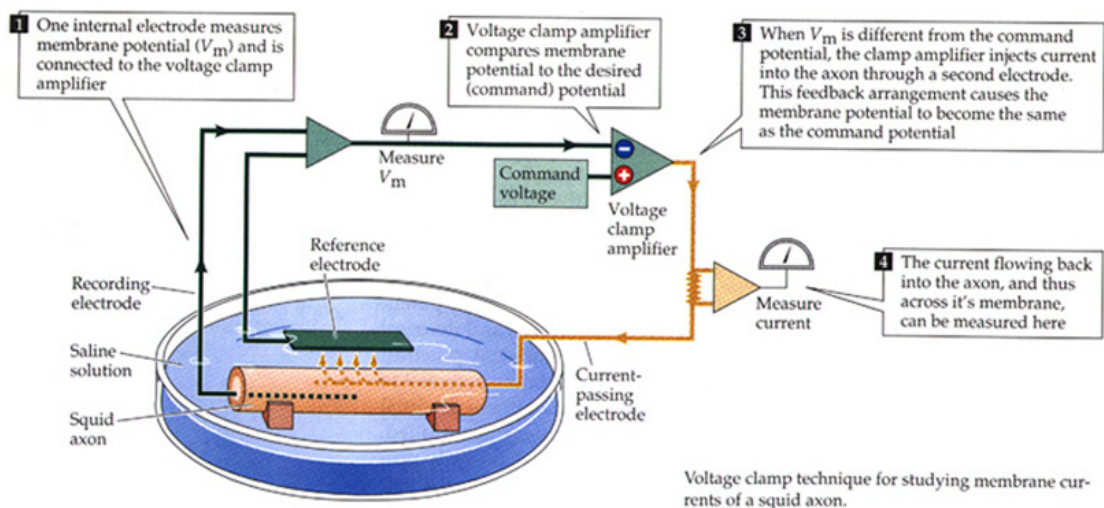 1 One internal electrode measures
membrane potential (Vm) and is
connected to the voltage clamp
amplifier
2 Voltage clamp amplifier
compares membrane
potential to the desired
(command) potential
3 When Vm is different from the command
potential, the clamp amplifier injects current
into the axon through a second electrode.
This feedback arrangement causes the
membrane potential to become the same
as the command potential
Measure
Vm
Command
voltage
−
+
Voltage
clamp
amplifier
Reference
electrode
Recording
electrode
Saline
solution
Squid
axon
Measure
current
4 The current flowing back
into the axon, and thus
across it's membrane,
can be measured here
Current-
passing
electrode
Voltage clamp technique for studying membrane cur-
rents of a squid axon.